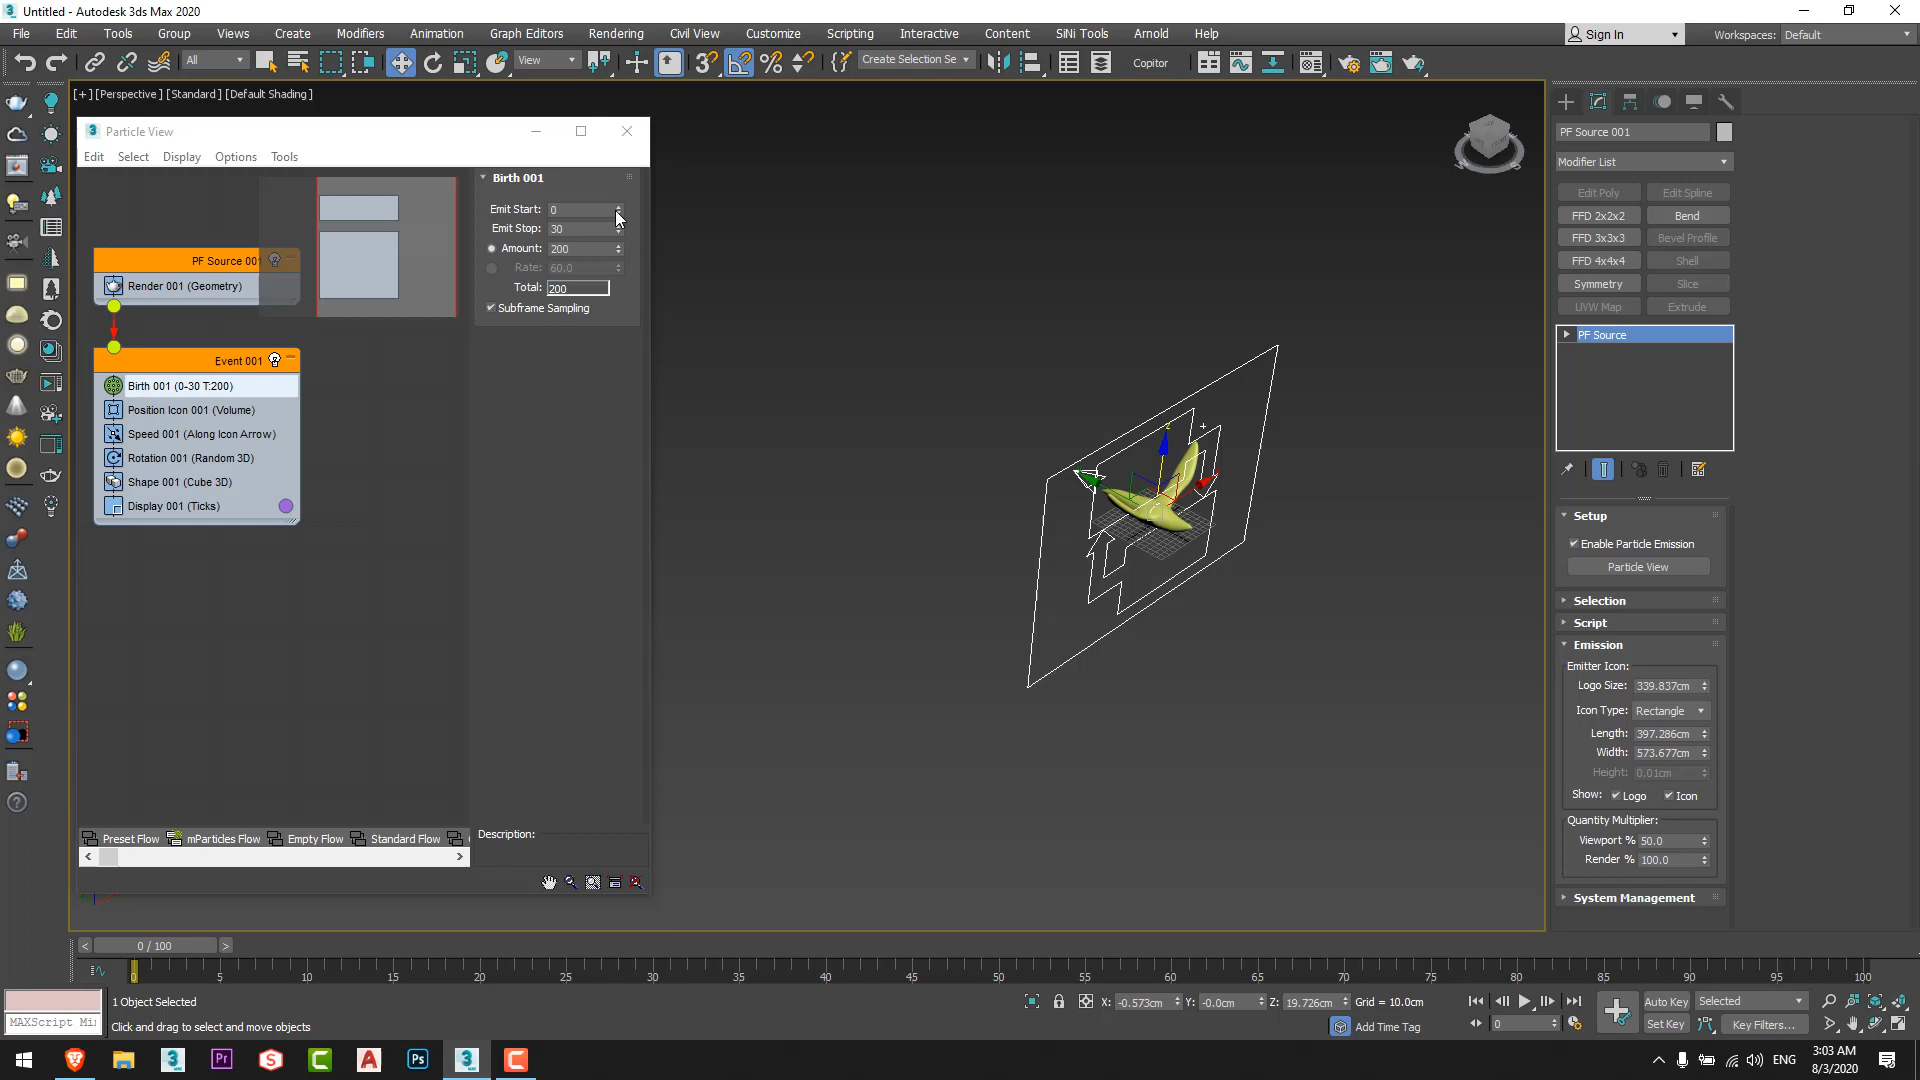 Untitled - Autodesk 3ds Max 2020
File Edit Tools Group Views Create Modifiers Animation Graph Editors Rendering Civil View Customize Scripting Interactive Content SiNi Tools Arnold Help
Sign In Workspaces: Default
All View Create Selection Se Copitor
[+] [Perspective] [Standard] [Default Shading]
Particle View
Edit Select Display Options Tools
PF Source 001
Render 001 (Geometry)
Event 001
Birth 001 (0-30 T:200)
Position Icon 001 (Volume)
Speed 001 (Along Icon Arrow)
Rotation 001 (Random 3D)
Shape 001 (Cube 3D)
Display 001 (Ticks)
Birth 001
Emit Start: 0
Emit Stop: 30
Amount: 200
Rate: 60.0
Total: 200
Subframe Sampling
Preset Flow mParticles Flow Empty Flow Standard Flow
Description:
PF Source 001
Modifier List
Edit Poly Edit Spline
FFD 2x2x2 Bend
FFD 3x3x3 Bevel Profile
FFD 4x4x4 Shell
Symmetry Slice
UVW Map Extrude
PF Source
Setup
Enable Particle Emission
Particle View
Selection
Script
Emission
Emitter Icon:
Logo Size: 339.837cm
Icon Type: Rectangle
Length: 397.286cm
Width: 573.677cm
Height: 0.01cm
Show: Logo Icon
Quantity Multiplier:
Viewport % 50.0
Render % 100.0
System Management
< 0 / 100 >
0 5 10 15 20 25 30 35 40 45 50 55 60 65 70 75 80 85 90 95 100
1 Object Selected X: -0.573cm Y: -0.0cm Z: 19.726cm Grid = 10.0cm Auto Key Selected
MAXScript Mi Click and drag to select and move objects Add Time Tag 0 Set Key Key Filters...
ENG 3:03 AM
8/3/2020